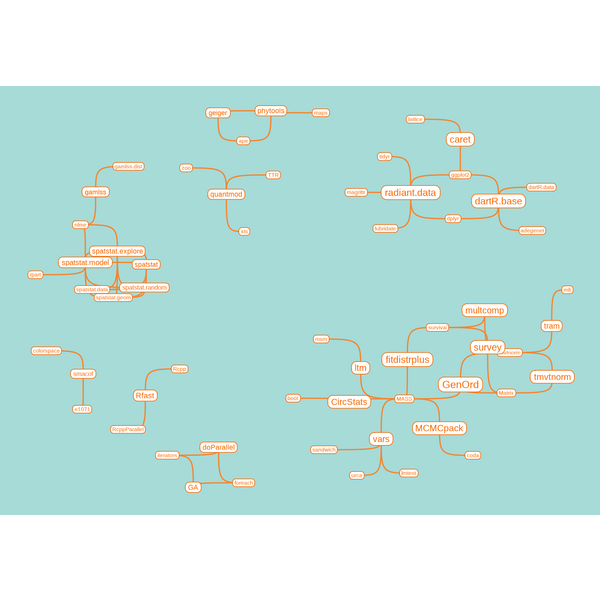 geiger
phytools
maps
ape
lattice
caret
tidyr
ggplot2
magrittr
radiant.data
dartR.base
dartR.data
lubridate
dplyr
adegenet
zoo
TTR
quantmod
xts
gamlss.dist
gamlss
nlme
spatstat.explore
spatstat.model
spatstat
rpart
spatstat.data
spatstat.random
spatstat.geom
colorspace
smacof
e1071
Rcpp
Rfast
RcppParallel
doParallel
iterators
GA
foreach
mlt
multcomp
survival
tram
survey
mvtnorm
msm
fitdistrplus
ltm
GenOrd
tmvtnorm
Matrix
boot
CircStats
MASS
MCMCpack
vars
sandwich
coda
urca
lmtest